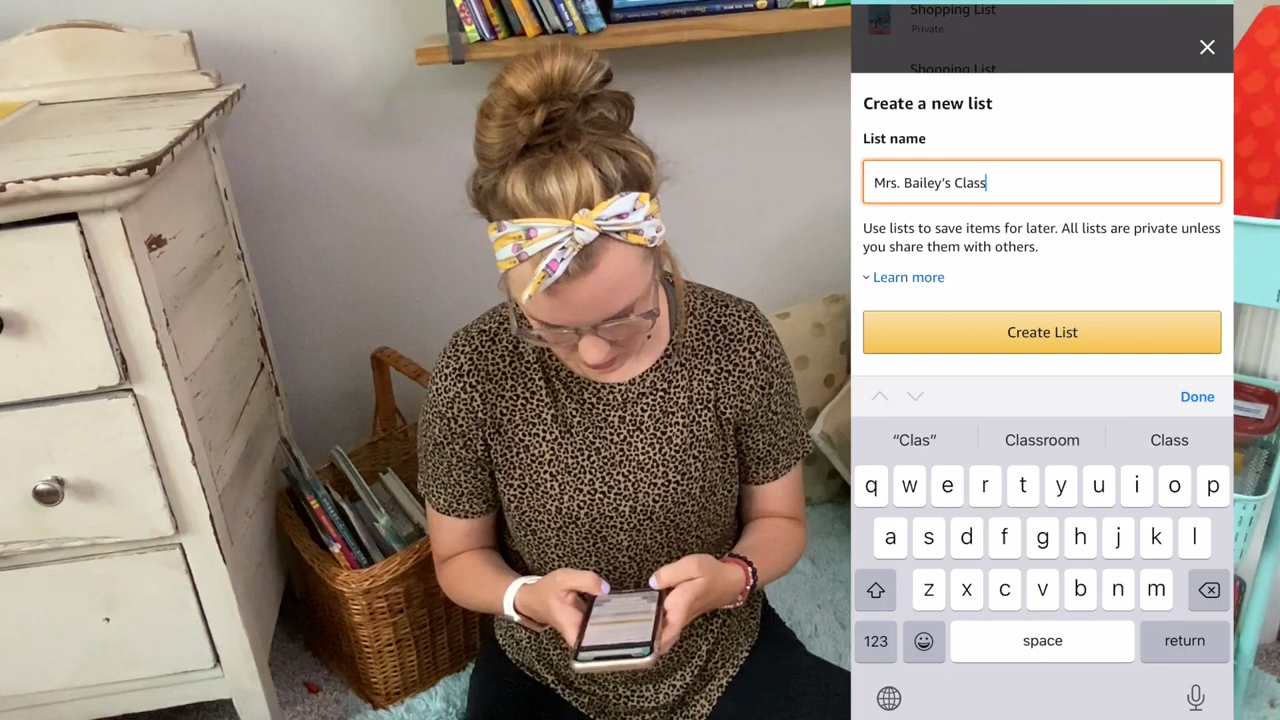 Shopping List
Private
Shopping List
Create a new list
List name
Mrs. Bailey's Class
Use lists to save items for later. All lists are private unless
you share them with others.
Learn more
Create List
Done
“Clas” Classroom Class
q w e r t y u i o p
a s d f g h j k l
z x c v b n m
123 space return